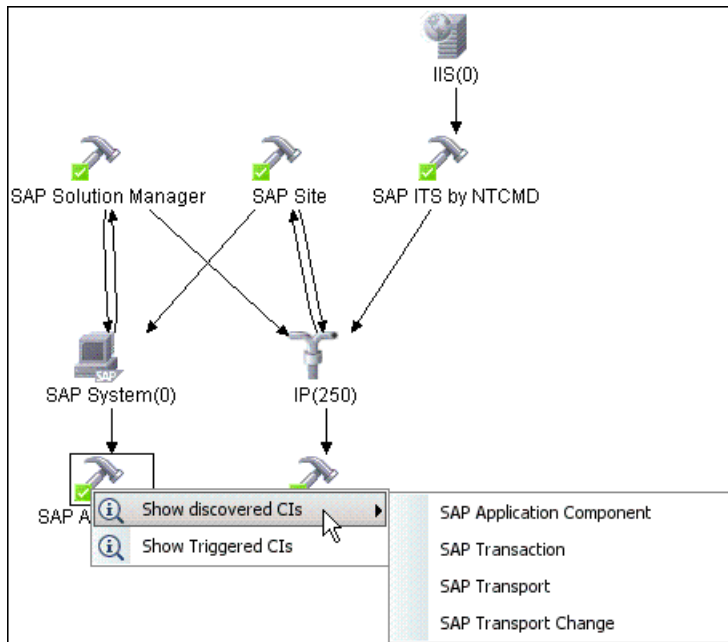 IIS(0)
SAP Solution Manager
SAP Site
SAP ITS by NTCMD
SAP
SAP System(0)
IP(250)
SAP A
Show discovered CIs
Show Triggered CIs
SAP Application Component
SAP Transaction
SAP Transport
SAP Transport Change